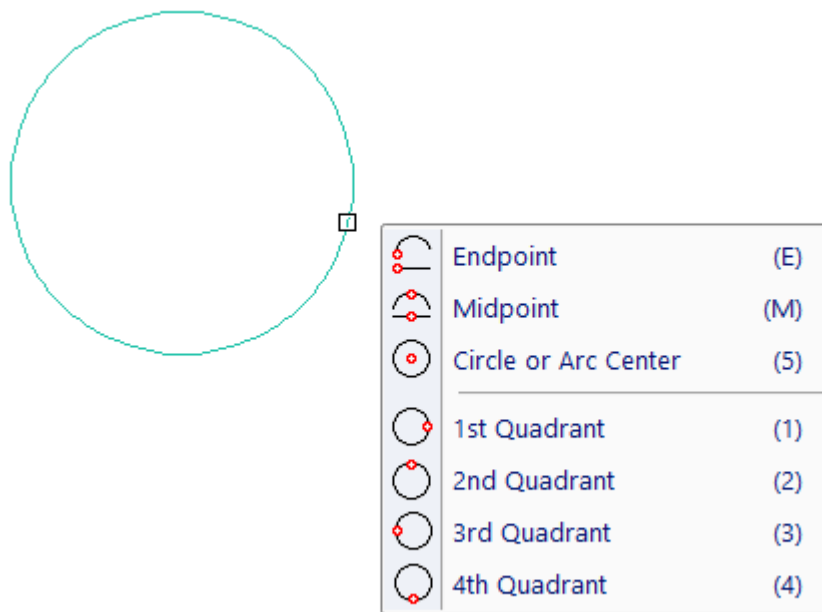 Endpoint (E)
Midpoint (M)
Circle or Arc Center (5)
1st Quadrant (1)
2nd Quadrant (2)
3rd Quadrant (3)
4th Quadrant (4)